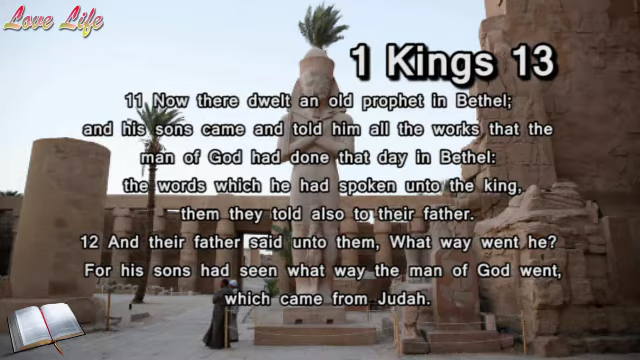 Love Life
1 Kings 13
11 Now there dwelt an old prophet in Bethel;
and his sons came and told him all the works that the
man of God had done that day in Bethel:
the words which he had spoken unto the king,
them they told also to their father.
12 And their father said unto them, What way went he?
For his sons had seen what way the man of God went,
which came from Judah.